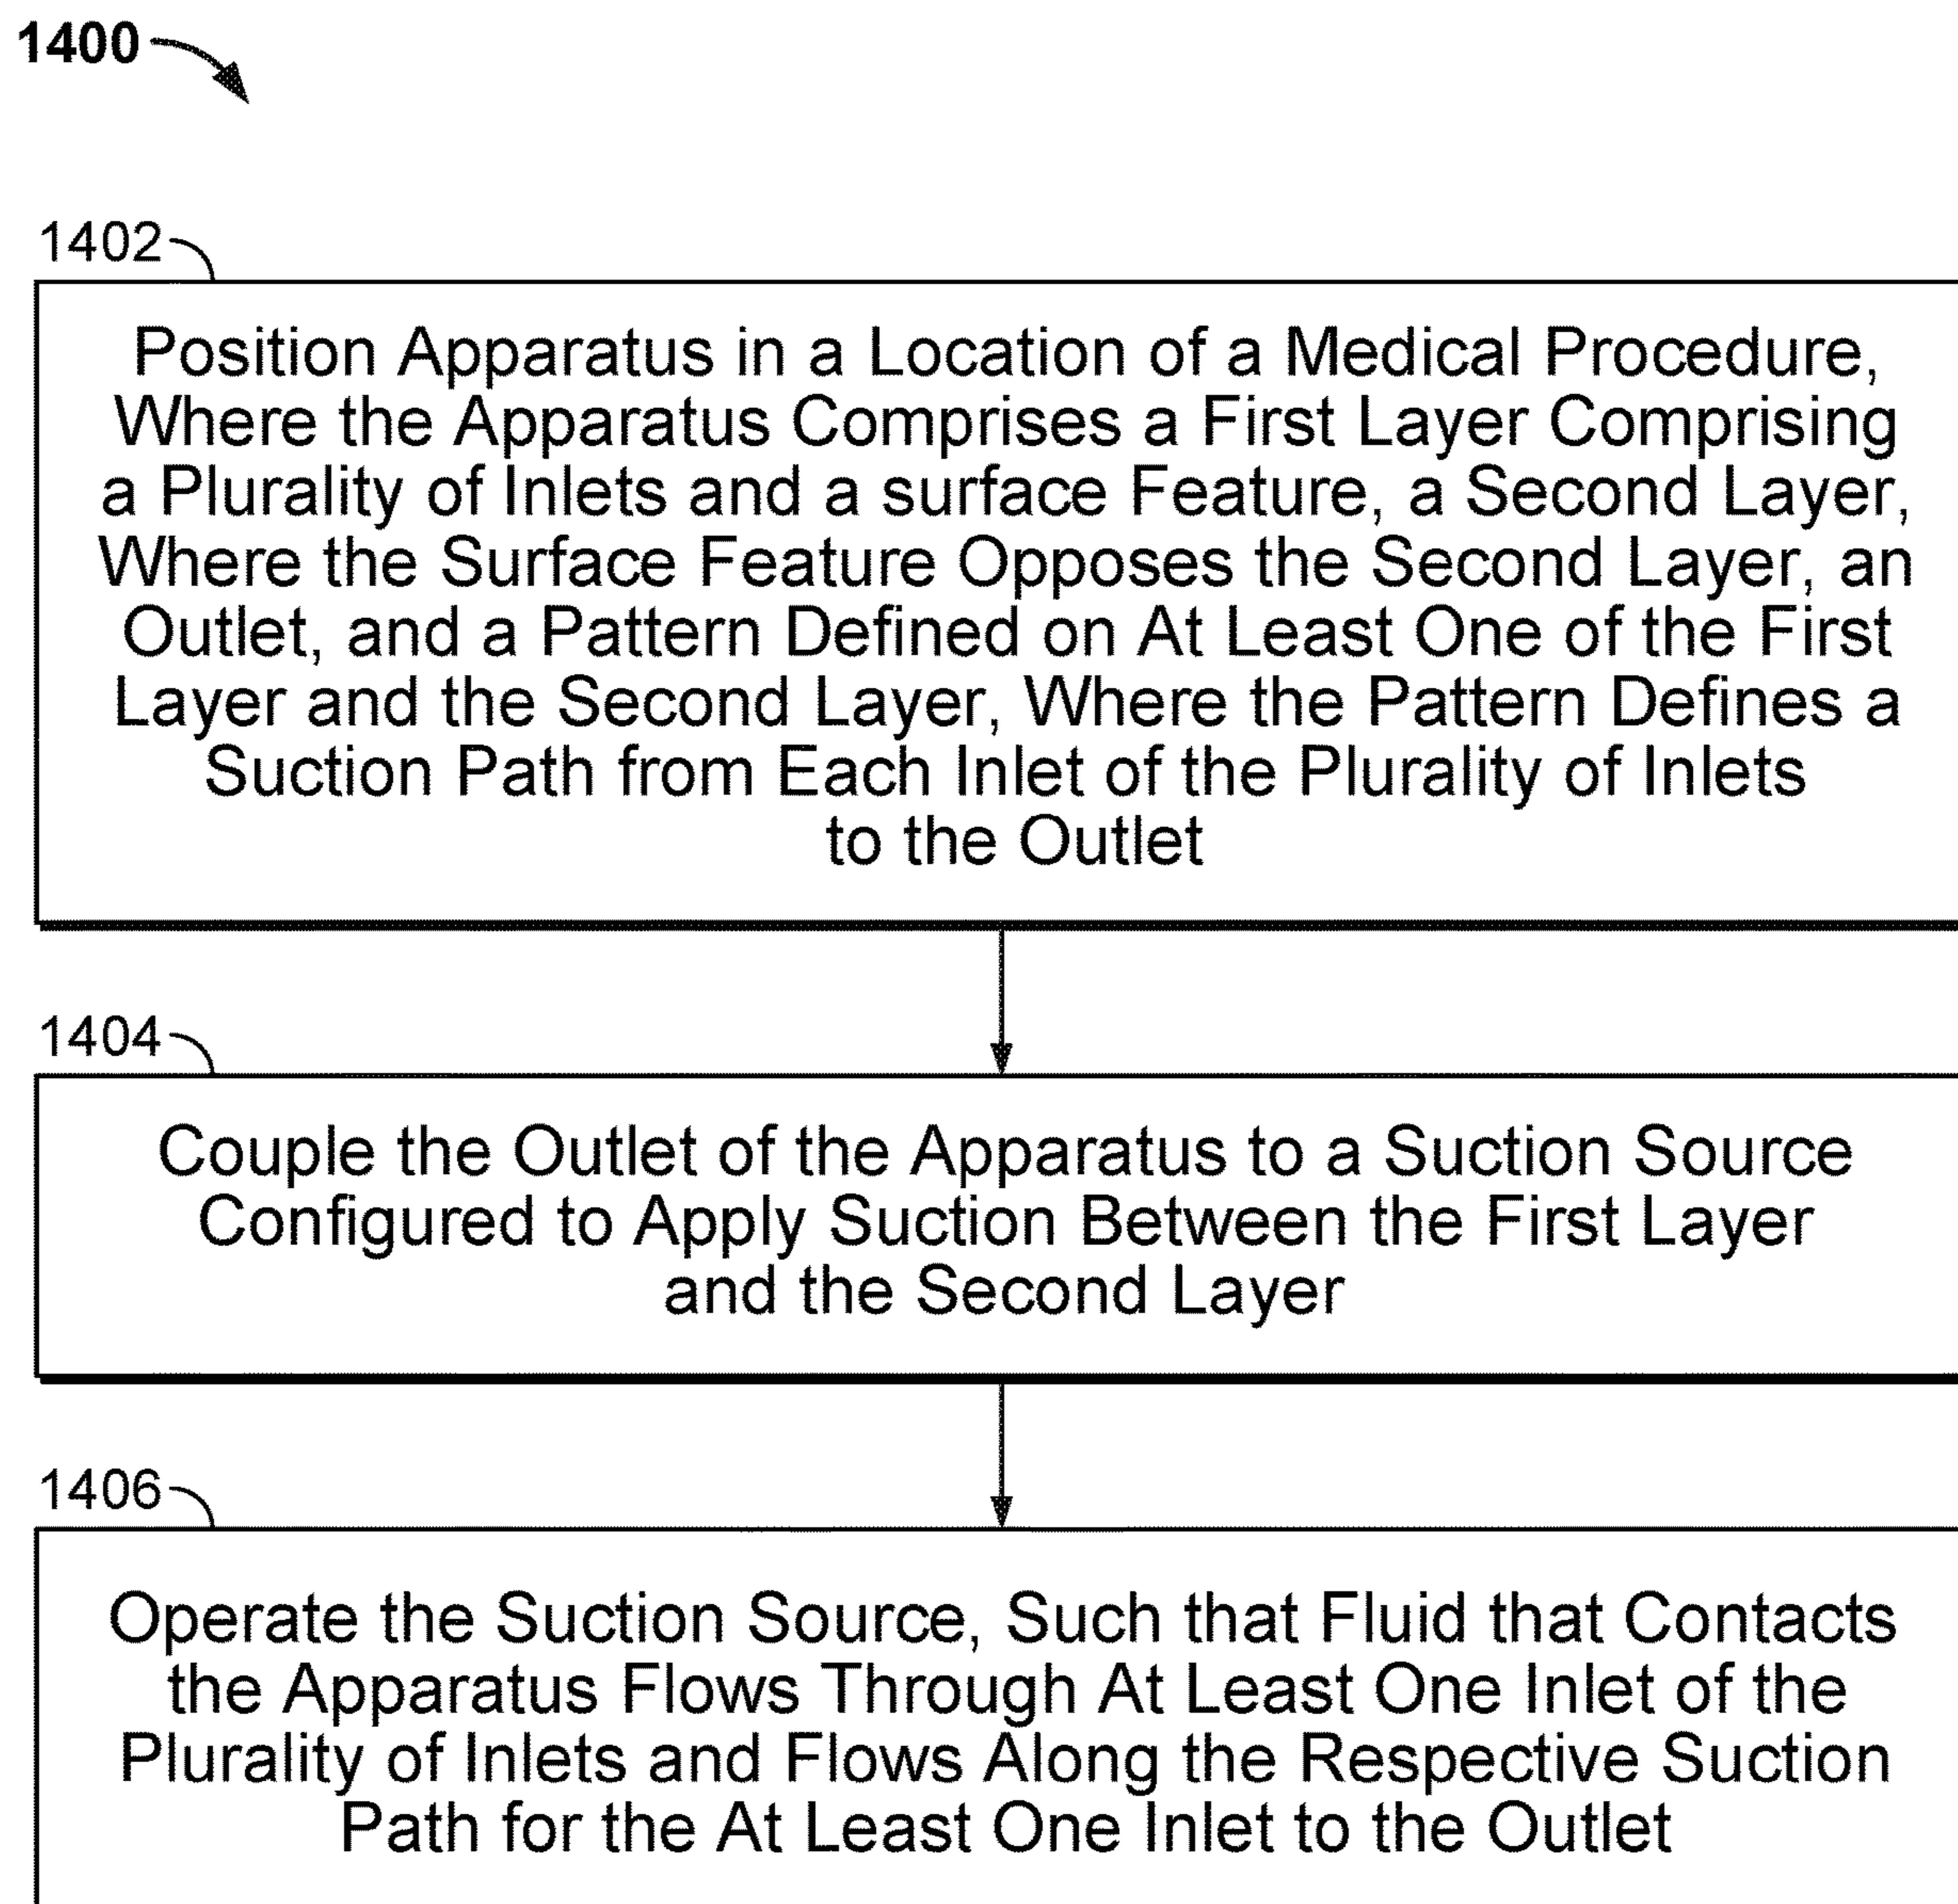 1400
1402
Position Apparatus in a Location of a Medical Procedure,
Where the Apparatus Comprises a First Layer Comprising
a Plurality of Inlets and a surface Feature, a Second Layer,
Where the Surface Feature Opposes the Second Layer, an
Outlet, and a Pattern Defined on At Least One of the First
Layer and the Second Layer, Where the Pattern Defines a
Suction Path from Each Inlet of the Plurality of Inlets
to the Outlet
1404
Couple the Outlet of the Apparatus to a Suction Source
Configured to Apply Suction Between the First Layer
and the Second Layer
1406
Operate the Suction Source, Such that Fluid that Contacts
the Apparatus Flows Through At Least One Inlet of the
Plurality of Inlets and Flows Along the Respective Suction
Path for the At Least One Inlet to the Outlet